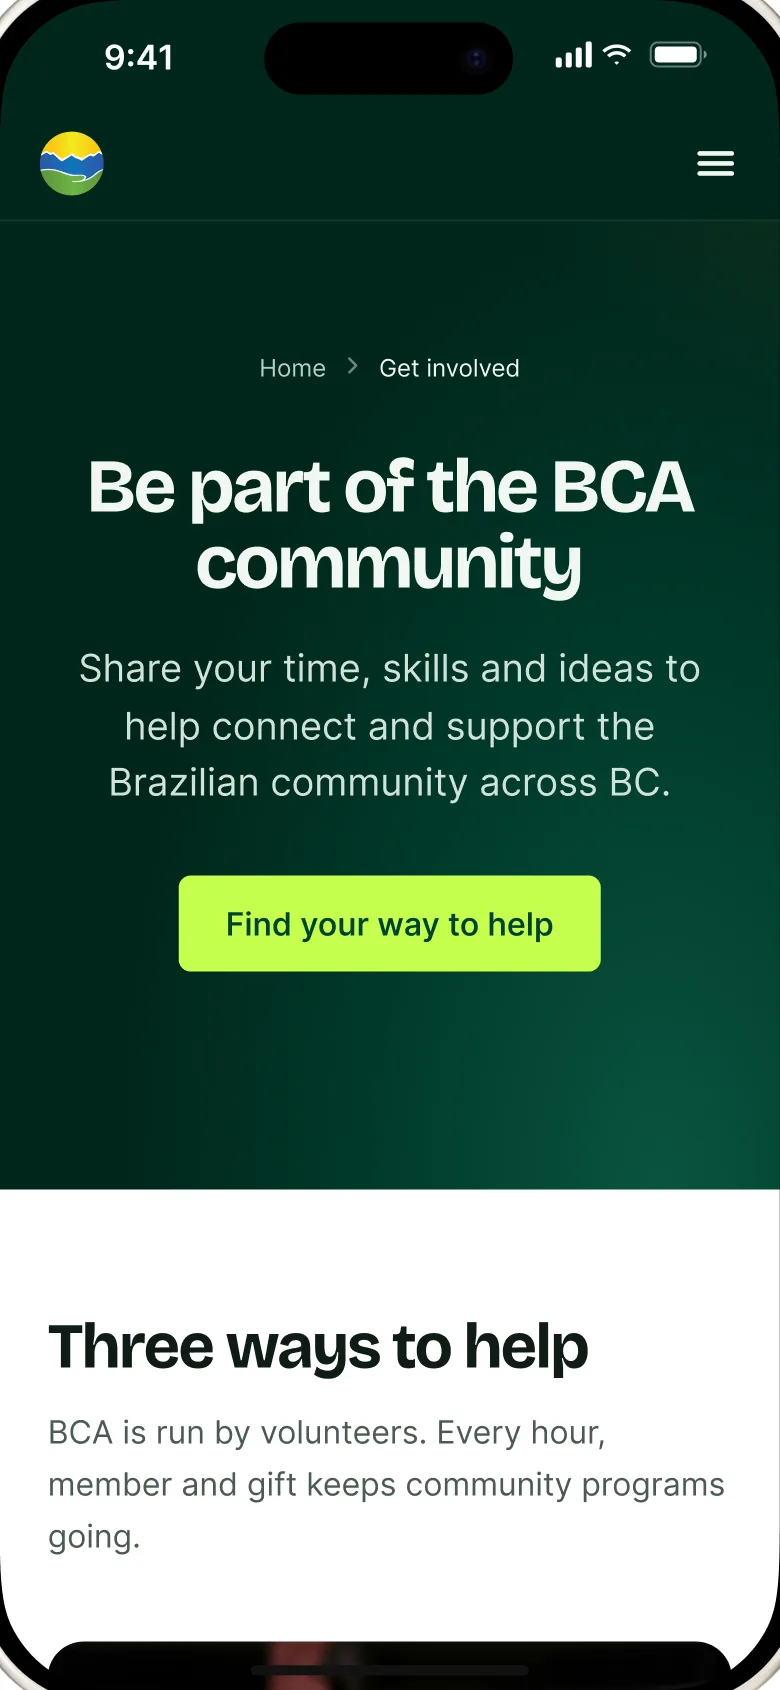 9:41
Home > Get involved
Be part of the BCA
community
Share your time, skills and ideas to
help connect and support the
Brazilian community across BC.
Find your way to help
Three ways to help
BCA is run by volunteers. Every hour,
member and gift keeps community programs
going.